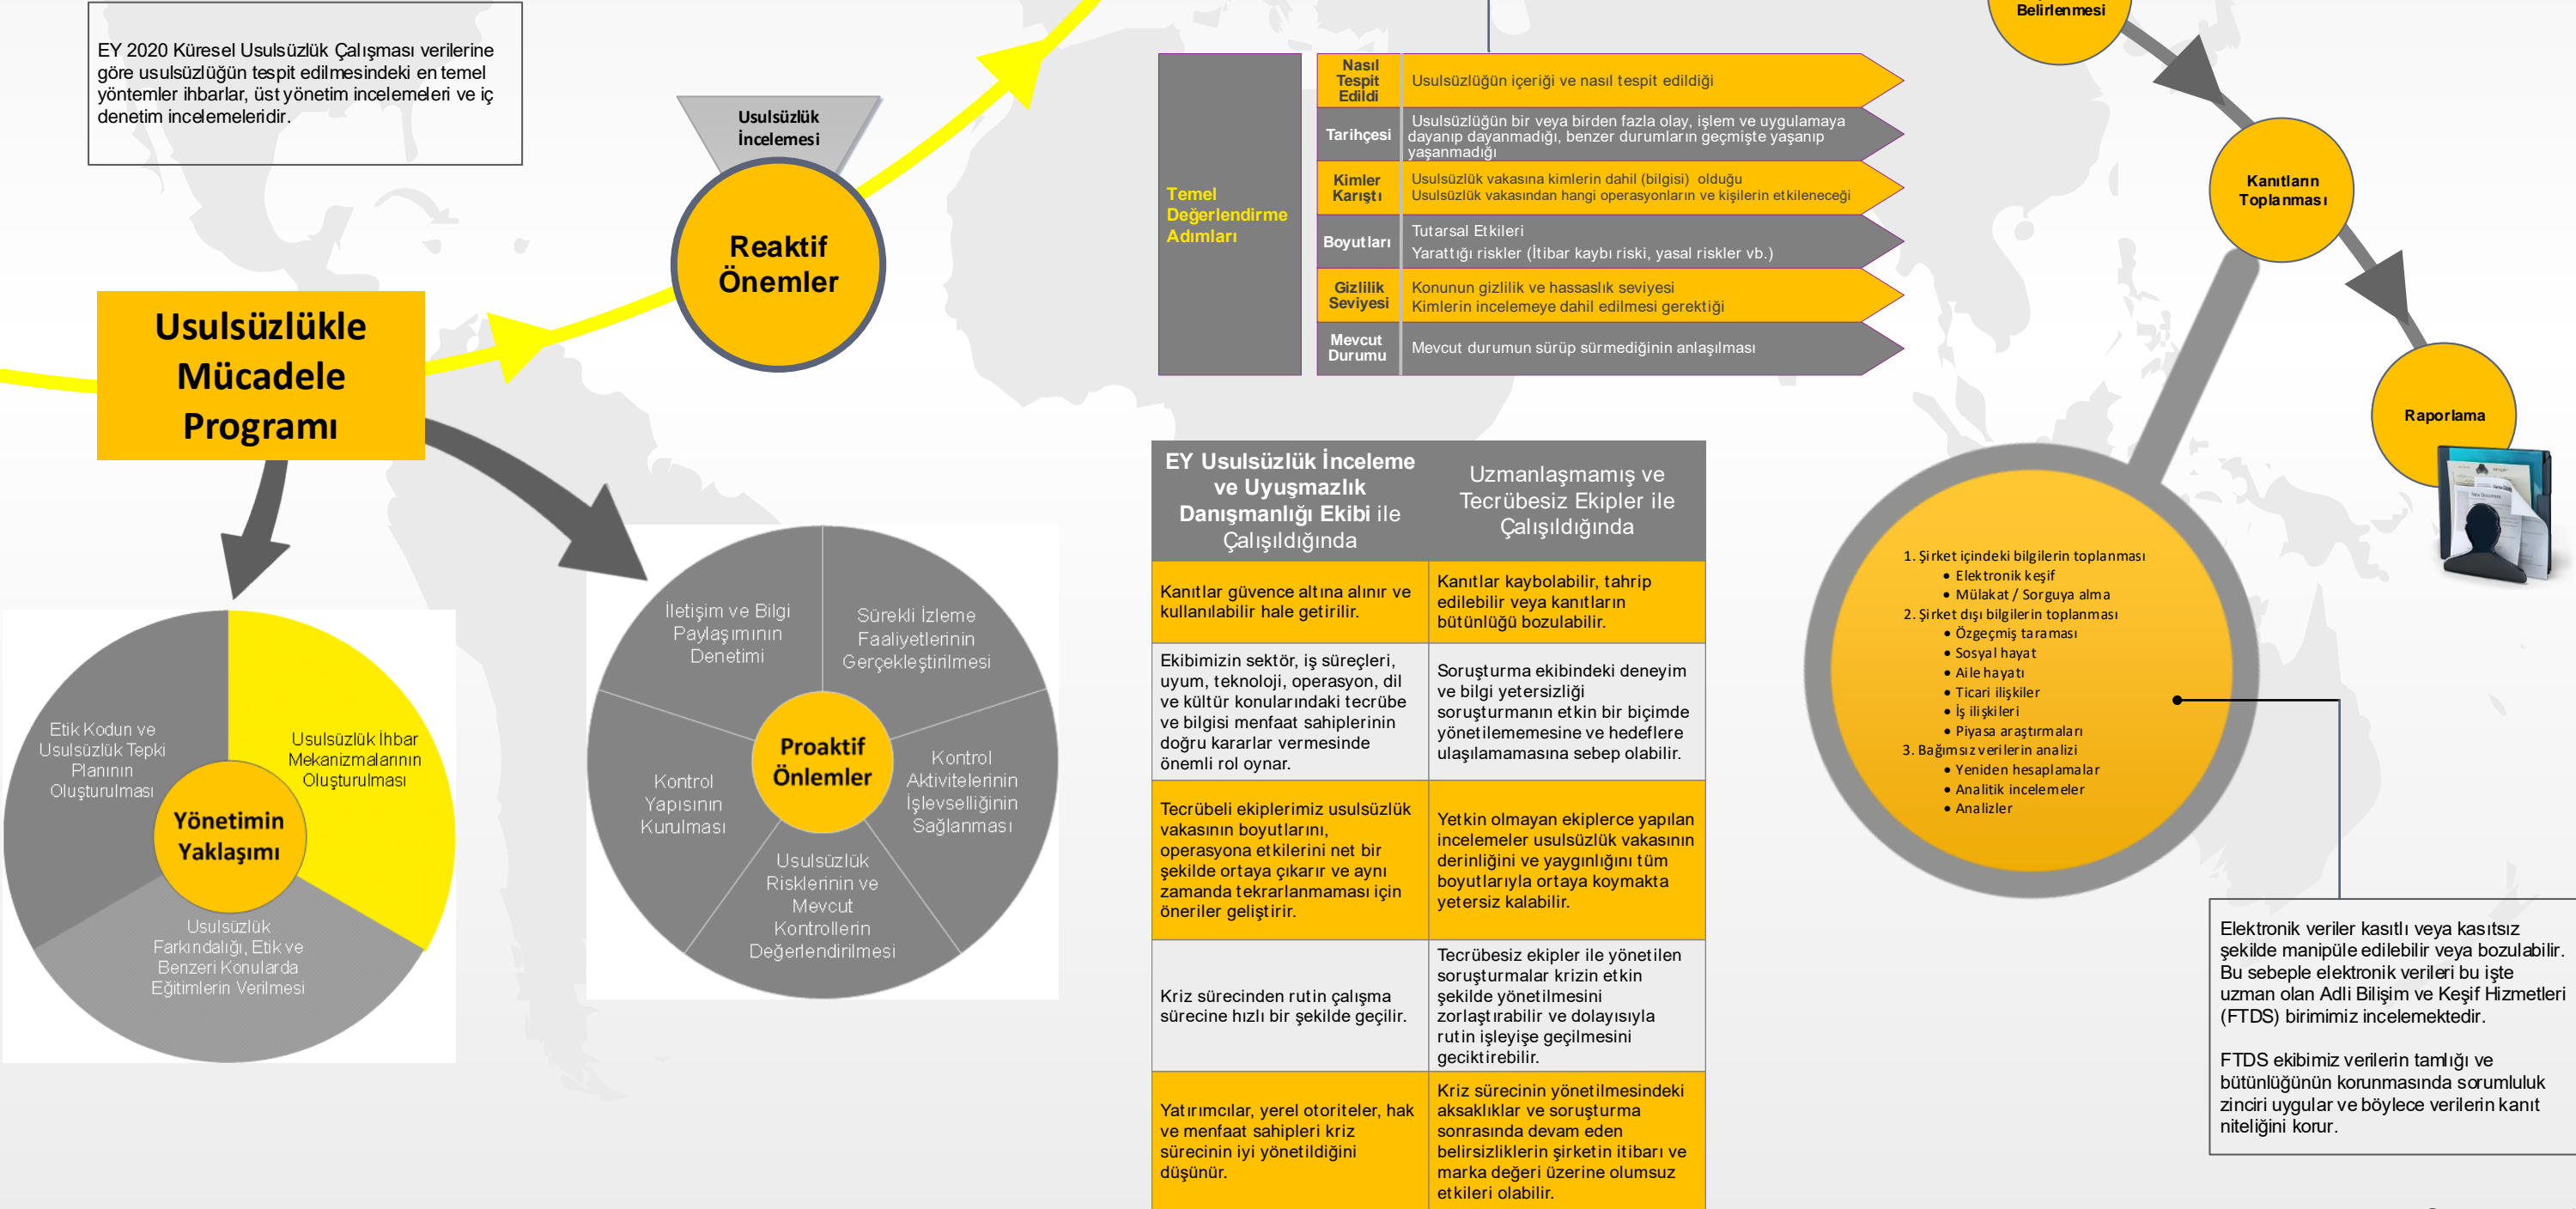 EY 2020 Küresel Usulsüzlük Çalışması verilerine
göre usulsüzlüğün tespit edilmesindeki en temel
yöntemler ihbarlar, üst yönetim incelemeleri ve iç
denetim incelemeleridir.
Usulsüzlük
İncelemesi
Reaktif
Önemler
Usulsüzlükle
Mücadele
Programı
Etik Kodun ve
Usulsüzlük Tepki
Planının
Oluşturulması
Usulsüzlük İhbar
Mekanizmalarının
Oluşturulması
Yönetimin
Yaklaşımı
Usulsüzlük
Farkındalığı, Etik ve
Benzeri Konularda
Eğitimlerin Verilmesi
İletişim ve Bilgi
Paylaşımının
Denetimi
Sürekli İzleme
Faaliyetlerinin
Gerçekleştirilmesi
Proaktif
Önlemler
Kontrol
Yapısının
Kurulması
Kontrol
Aktivitelerinin
İşlevselliğinin
Sağlanması
Usulsüzlük
Risklerinin ve
Mevcut
Kontrollerin
Değerlendirilmesi
Temel
Değerlendirme
Adımları
Nasıl
Tespit
Edildi
Usulsüzlüğün içeriği ve nasıl tespit edildiği
Tarihçesi
Usulsüzlüğün bir veya birden fazla olay, işlem ve uygulamaya
dayanıp dayanmadığı, benzer durumların geçmişte yaşanıp
yaşanmadığı
Kimler
Karıştı
Usulsüzlük vakasına kimlerin dahil (bilgisi) olduğu
Usulsüzlük vakasından hangi operasyonların ve kişilerin etkileneceği
Boyutları
Tutarsal Etkileri
Yarattığı riskler (İtibar kaybı riski, yasal riskler vb.)
Gizlilik
Seviyesi
Konunun gizlilik ve hassaslık seviyesi
Kimlerin incelemeye dahil edilmesi gerektiği
Mevcut
Durumu
Mevcut durumun sürüp sürmediğinin anlaşılması
EY Usulsüzlük İnceleme
ve Uyuşmazlık
Danışmanlığı Ekibi ile
Çalışıldığında
Uzmanlaşmamış ve
Tecrübesiz Ekipler ile
Çalışıldığında
Kanıtlar güvence altına alınır ve
kullanılabilir hale getirilir.
Kanıtlar kaybolabilir, tahrip
edilebilir veya kanıtların
bütünlüğü bozulabilir.
Ekibimizin sektör, iş süreçleri,
uyum, teknoloji, operasyon, dil
ve kültür konularındaki tecrübe
ve bilgisi menfaat sahiplerinin
doğru kararlar vermesinde
önemli rol oynar.
Soruşturma ekibindeki deneyim
ve bilgi yetersizliği
soruşturmanın etkin bir biçimde
yönetilememesine ve hedeflere
ulaşılamamasına sebep olabilir.
Tecrübeli ekiplerimiz usulsüzlük
vakasının boyutlarını,
operasyona etkilerini net bir
şekilde ortaya çıkarır ve aynı
zamanda tekrarlanmaması için
öneriler geliştirir.
Yetkin olmayan ekiplerce yapılan
incelemeler usulsüzlük vakasının
derinliğini ve yaygınlığını tüm
boyutlarıyla ortaya koymakta
yetersiz kalabilir.
Kriz sürecinden rutin çalışma
sürecine hızlı bir şekilde geçilir.
Tecrübesiz ekipler ile yönetilen
soruşturmalar krizin etkin
şekilde yönetilmesini
zorlaştırabilir ve dolayısıyla
rutin işleyişe geçilmesini
geciktirebilir.
Yatırımcılar, yerel otoriteler, hak
ve menfaat sahipleri kriz
sürecinin iyi yönetildiğini
düşünür.
Kriz sürecinin yönetilmesindeki
aksaklıklar ve soruşturma
sonrasında devam eden
belirsizliklerin şirketin itibarı ve
marka değeri üzerine olumsuz
etkileri olabilir.
Belirlenmesi
Kanıtların
Toplanması
Raporlama
1. Şirket içindeki bilgilerin toplanması
• Elektronik keşif
• Mülakat / Sorguya alma
2. Şirket dışı bilgilerin toplanması
• Özgeçmiş taraması
• Sosyal hayat
• Aile hayatı
• Ticari ilişkiler
• İş ilişkileri
• Piyasa araştırmaları
3. Bağımsız verilerin analizi
• Yeniden hesaplamalar
• Analitik incelemeler
• Analizler
Elektronik veriler kasıtlı veya kasıtsız
şekilde manipüle edilebilir veya bozulabilir.
Bu sebeple elektronik verileri bu işte
uzman olan Adli Bilişim ve Keşif Hizmetleri
(FTDS) birimimiz incelemektedir.
FTDS ekibimiz verilerin tamlığı ve
bütünlüğünün korunmasında sorumluluk
zinciri uygular ve böylece verilerin kanıt
niteliğini korur.